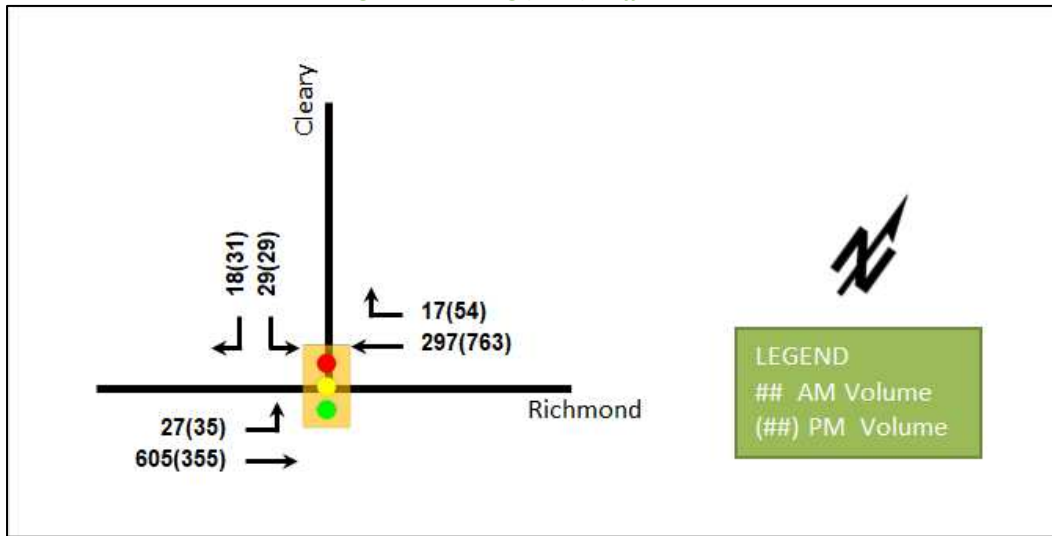 Cleary
18(31)
29(29)
17(54)
297(763)
27(35)
605(355)
Richmond
N
LEGEND
## AM Volume
(##) PM Volume